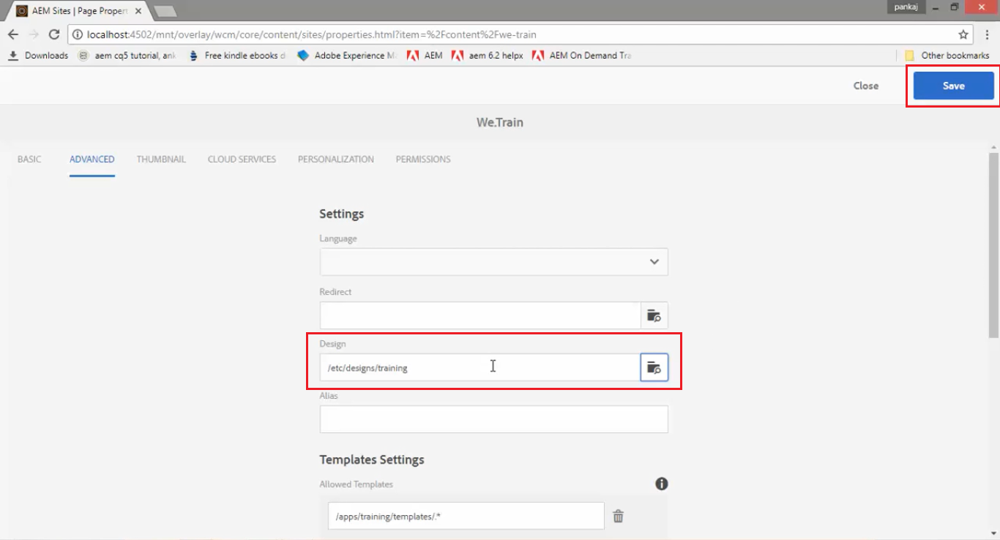 AEM Sites | Page Propert
pankaj
localhost:4502/mnt/overlay/wcm/core/content/sites/properties.html?item=%2Fcontent%2Fwe-train
Downloads aem cq5 tutorial, ank Free kindle ebooks d Adobe Experience M AEM aem 6.2 helpx AEM On Demand Tra Other bookmarks
Close Save
We.Train
BASIC ADVANCED THUMBNAIL CLOUD SERVICES PERSONALIZATION PERMISSIONS
Settings
Language
Redirect
Design
/etc/designs/training
Alias
Templates Settings
Allowed Templates
/apps/training/templates/.*